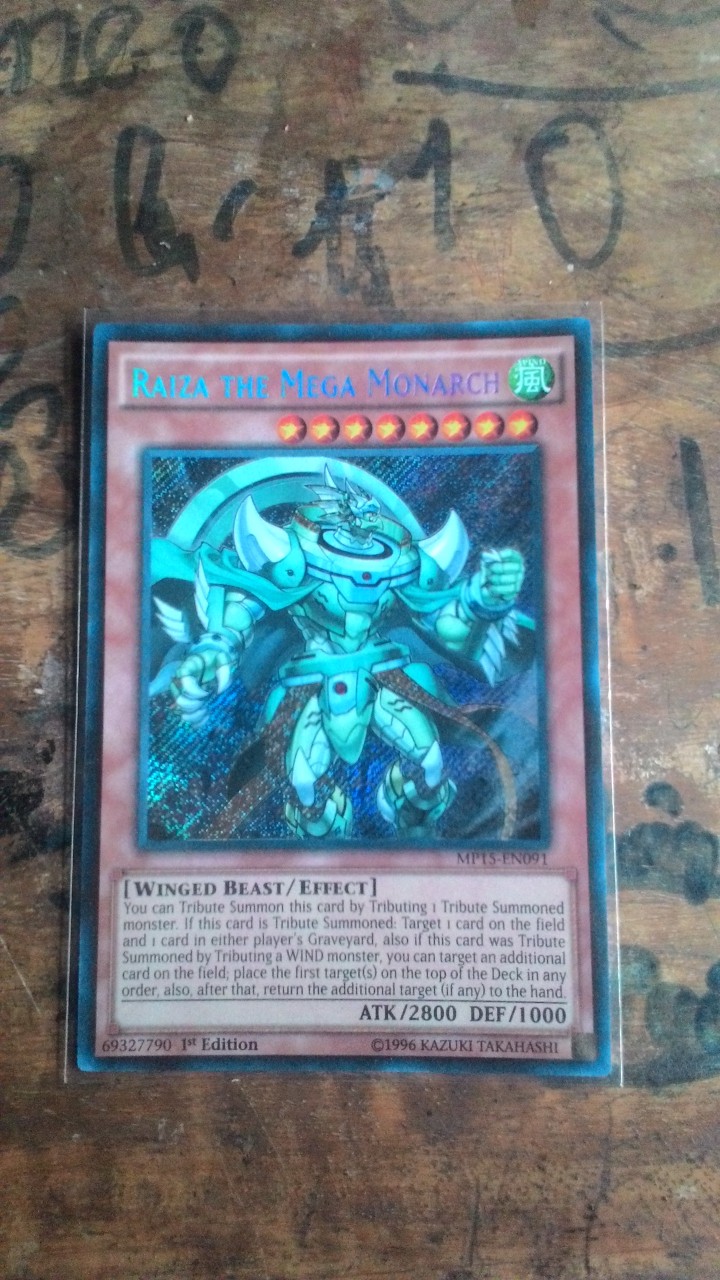 RAIZA THE MEGA MONARCH
WIND
風
MP15-EN091
[WINGED BEAST/EFFECT]
You can Tribute Summon this card by Tributing 1 Tribute Summoned
monster. If this card is Tribute Summoned: Target 1 card on the field
and 1 card in either player's Graveyard, also if this card was Tribute
Summoned by Tributing a WIND monster, you can target an additional
card on the field; place the first target(s) on the top of the Deck in any
order, also, after that, return the additional target (if any) to the hand.
ATK/2800 DEF/1000
69327790 1st Edition ©1996 KAZUKI TAKAHASHI